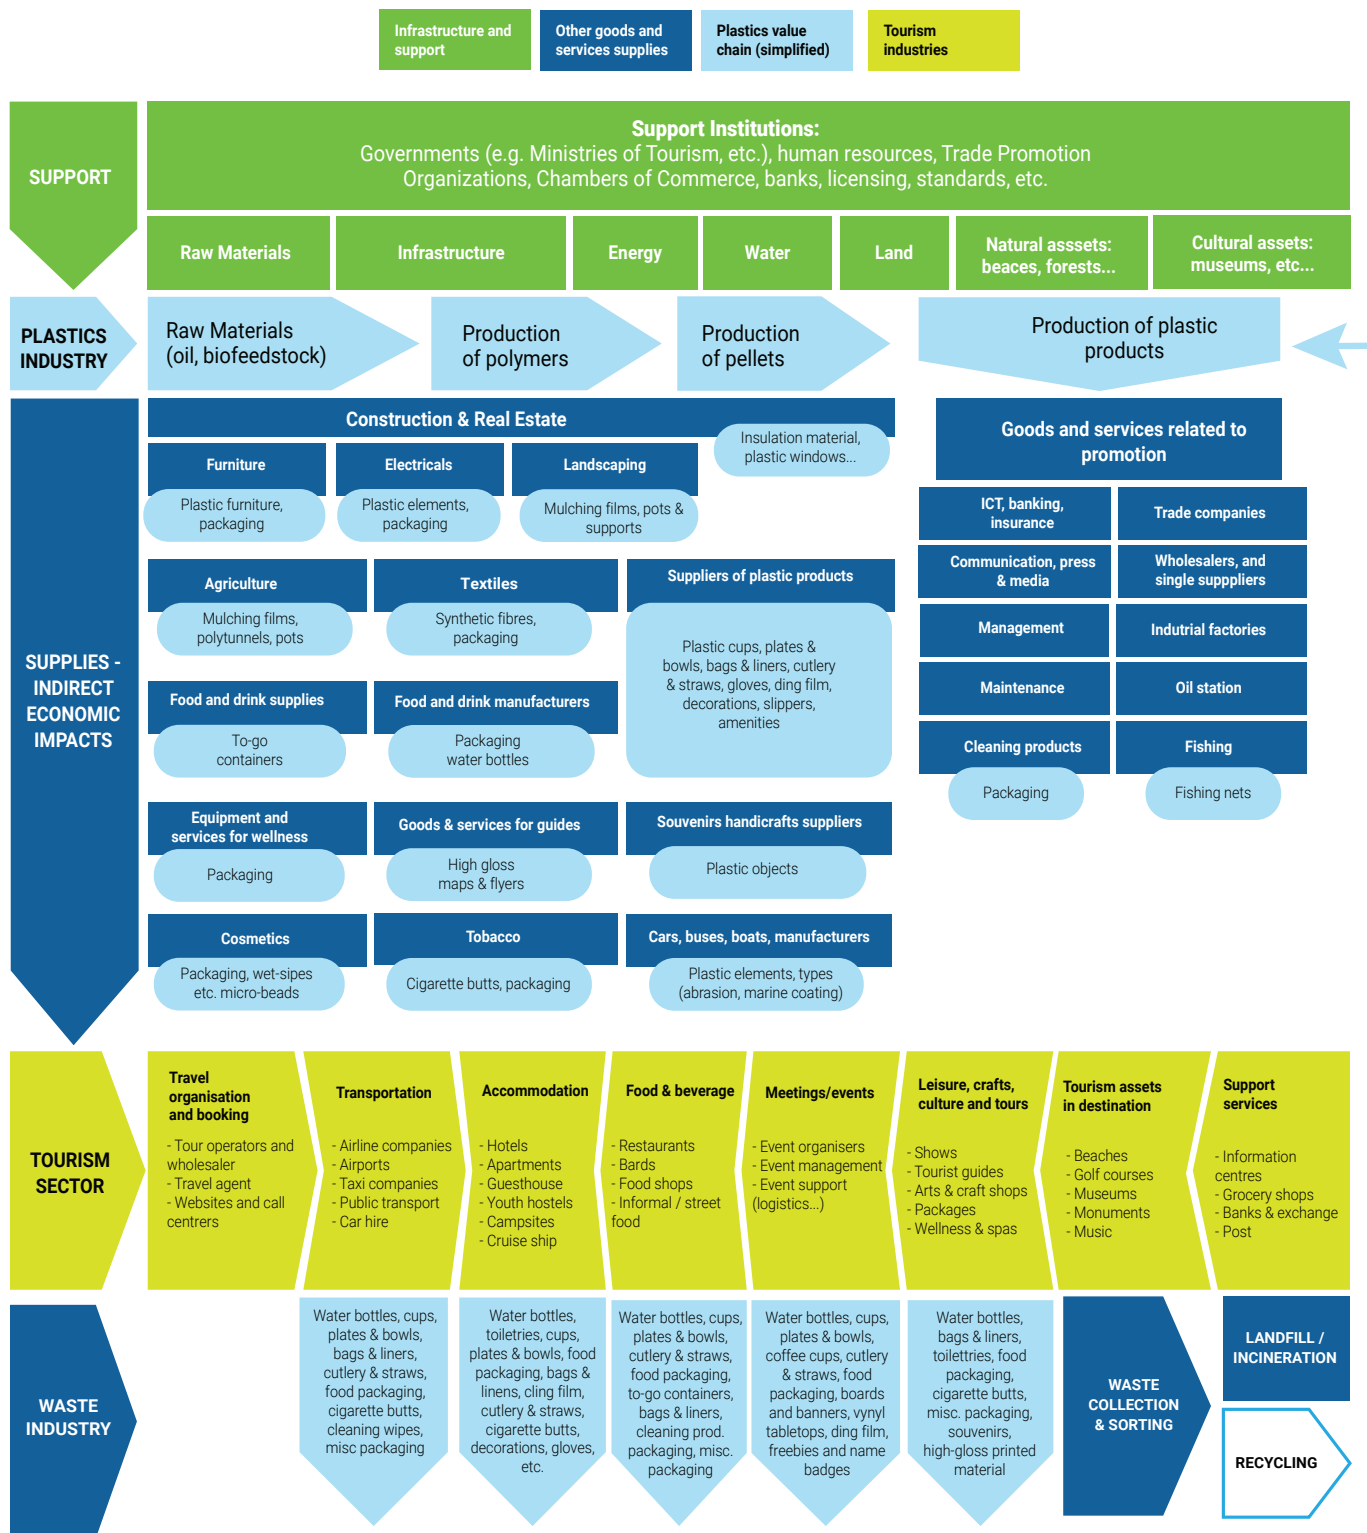 Infrastructure and
support
Other goods and
services supplies
Plastics value
chain (simplified)
Tourism
industries
SUPPORT
Support Institutions:
Governments (e.g. Ministries of Tourism, etc.), human resources, Trade Promotion
Organizations, Chambers of Commerce, banks, licensing, standards, etc.
Raw Materials
Infrastructure
Energy
Water
Land
Natural asssets:
beaces, forests...
Cultural assets:
museums, etc...
PLASTICS
INDUSTRY
Raw Materials
(oil, biofeedstock)
Production
of polymers
Production
of pellets
Production of plastic
products
SUPPLIES -
INDIRECT
ECONOMIC
IMPACTS
Construction & Real Estate
Insulation material,
plastic windows...
Furniture
Plastic furniture,
packaging
Electricals
Plastic elements,
packaging
Landscaping
Mulching films, pots &
supports
Agriculture
Mulching films,
polytunnels, pots
Textiles
Synthetic fibres,
packaging
Suppliers of plastic products
Plastic cups, plates &
bowls, bags & liners, cutlery
& straws, gloves, ding film,
decorations, slippers,
amenities
Food and drink supplies
To-go
containers
Food and drink manufacturers
Packaging
water bottles
Equipment and
services for wellness
Packaging
Goods & services for guides
High gloss
maps & flyers
Souvenirs handicrafts suppliers
Plastic objects
Cosmetics
Packaging, wet-sipes
etc. micro-beads
Tobacco
Cigarette butts, packaging
Cars, buses, boats, manufacturers
Plastic elements, types
(abrasion, marine coating)
Goods and services related to
promotion
ICT, banking,
insurance
Trade companies
Communication, press
& media
Wholesalers, and
single supppliers
Management
Indutrial factories
Maintenance
Oil station
Cleaning products
Packaging
Fishing
Fishing nets
TOURISM
SECTOR
Travel
organisation
and booking
- Tour operators and
wholesaler
- Travel agent
- Websites and call
centrers
Transportation
- Airline companies
- Airports
- Taxi companies
- Public transport
- Car hire
Accommodation
- Hotels
- Apartments
- Guesthouse
- Youth hostels
- Campsites
- Cruise ship
Food & beverage
- Restaurants
- Bards
- Food shops
- Informal / street
food
Meetings/events
- Event organisers
- Event management
- Event support
(logistics...)
Leisure, crafts,
culture and tours
- Shows
- Tourist guides
- Arts & craft shops
- Packages
- Wellness & spas
Tourism assets
in destination
- Beaches
- Golf courses
- Museums
- Monuments
- Music
Support
services
- Information
centres
- Grocery shops
- Banks & exchange
- Post
WASTE
INDUSTRY
Water bottles, cups,
plates & bowls,
bags & liners,
cutlery & straws,
food packaging,
cigarette butts,
cleaning wipes,
misc packaging
Water bottles,
toiletries, cups,
plates & bowls, food
packaging, bags &
linens, cling film,
cutlery & straws,
cigarette butts,
decorations, gloves,
etc.
Water bottles, cups,
plates & bowls,
cutlery & straws,
food packaging,
to-go containers,
bags & liners,
cleaning prod.
packaging, misc.
packaging
Water bottles, cups,
plates & bowls,
coffee cups, cutlery
& straws, food
packaging, boards
and banners, vynyl
tabletops, ding film,
freebies and name
badges
Water bottles,
bags & liners,
toilettries, food
packaging,
cigarette butts,
misc. packaging,
souvenirs,
high-gloss printed
material
WASTE
COLLECTION
& SORTING
LANDFILL /
INCINERATION
RECYCLING